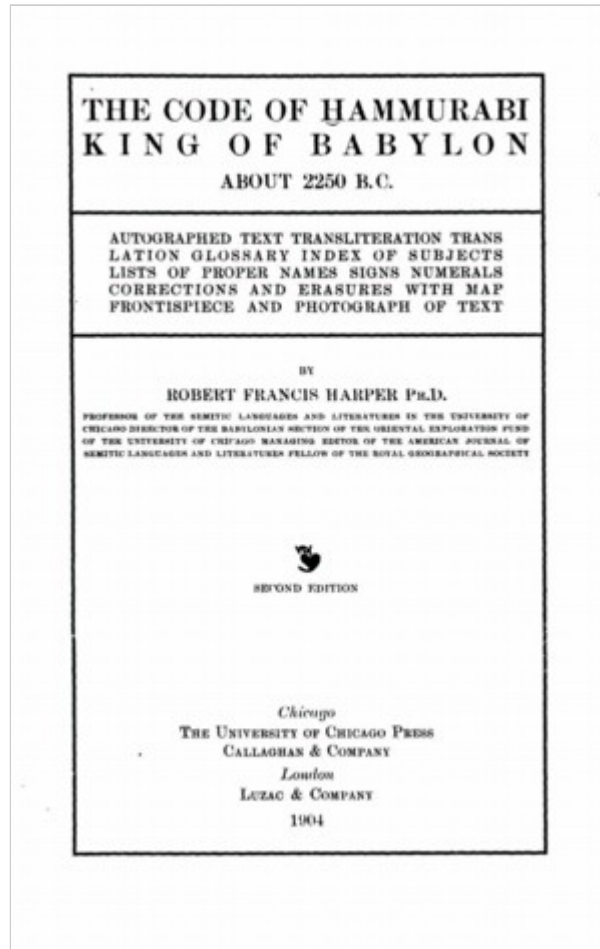 THE CODE OF ḪAMMURABI
KING OF BABYLON
ABOUT 2250 B.C.
AUTOGRAPHED TEXT TRANSLITERATION TRANS
LATION GLOSSARY INDEX OF SUBJECTS
LISTS OF PROPER NAMES SIGNS NUMERALS
CORRECTIONS AND ERASURES WITH MAP
FRONTISPIECE AND PHOTOGRAPH OF TEXT
BY
ROBERT FRANCIS HARPER PH.D.
PROFESSOR OF THE SEMITIC LANGUAGES AND LITERATURES IN THE UNIVERSITY OF
CHICAGO DIRECTOR OF THE BABYLONIAN SECTION OF THE ORIENTAL EXPLORATION FUND
OF THE UNIVERSITY OF CHICAGO MANAGING EDITOR OF THE AMERICAN JOURNAL OF
SEMITIC LANGUAGES AND LITERATURES FELLOW OF THE ROYAL GEOGRAPHICAL SOCIETY
SECOND EDITION
Chicago
THE UNIVERSITY OF CHICAGO PRESS
CALLAGHAN & COMPANY
London
LUZAC & COMPANY
1904